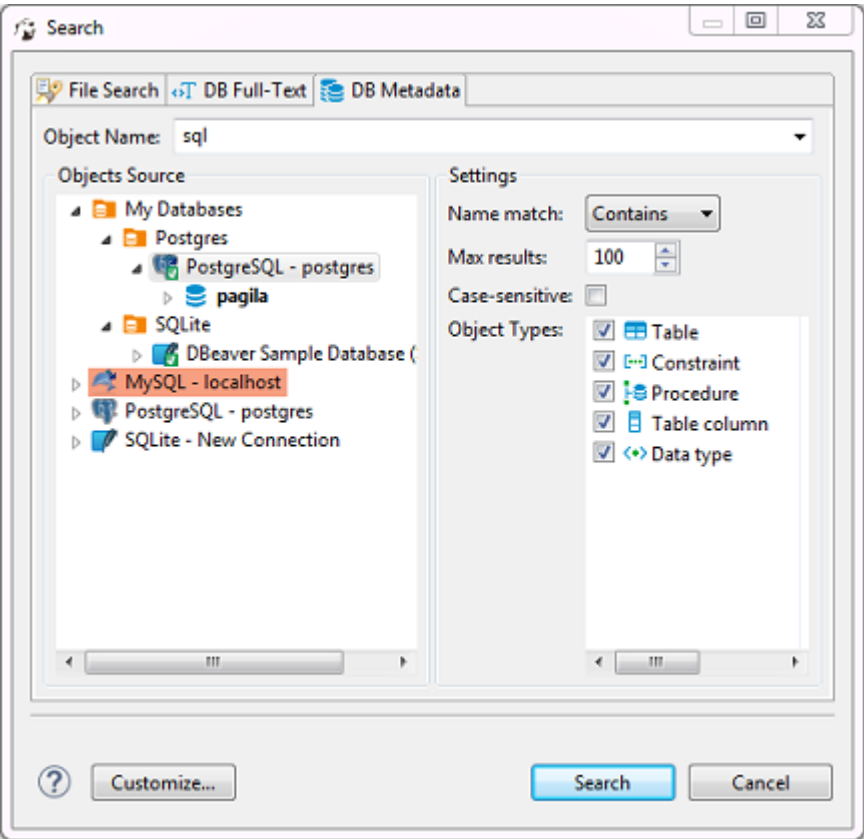 Search
File Search DB Full-Text DB Metadata
Object Name: sql
Objects Source
My Databases
Postgres
PostgreSQL - postgres
pagila
SQLite
DBeaver Sample Database (
MySQL - localhost
PostgreSQL - postgres
SQLite - New Connection
Settings
Name match: Contains
Max results: 100
Case-sensitive:
Object Types:
Table
Constraint
Procedure
Table column
Data type
Customize...
Search
Cancel